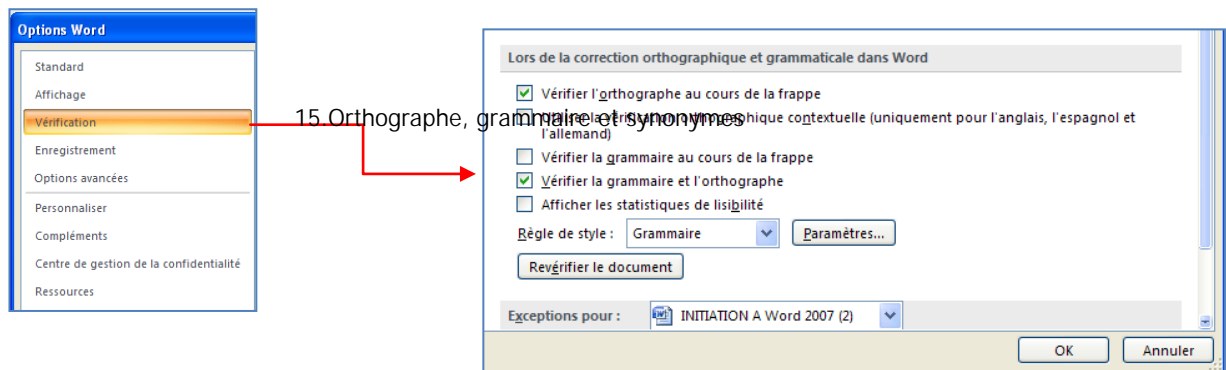 Options Word
Standard
Affichage
Vérification
Enregistrement
Options avancées
Personnaliser
Compléments
Centre de gestion de la confidentialité
Ressources
15.Orthographe, grammaire et synonymes
Lors de la correction orthographique et grammaticale dans Word
Vérifier l'orthographe au cours de la frappe
Utiliser la vérification orthographique contextuelle (uniquement pour l'anglais, l'espagnol et
l'allemand)
Vérifier la grammaire au cours de la frappe
Vérifier la grammaire et l'orthographe
Afficher les statistiques de lisibilité
Règle de style : Grammaire Paramètres...
Revérifier le document
Exceptions pour : INITIATION A Word 2007 (2)
OK Annuler